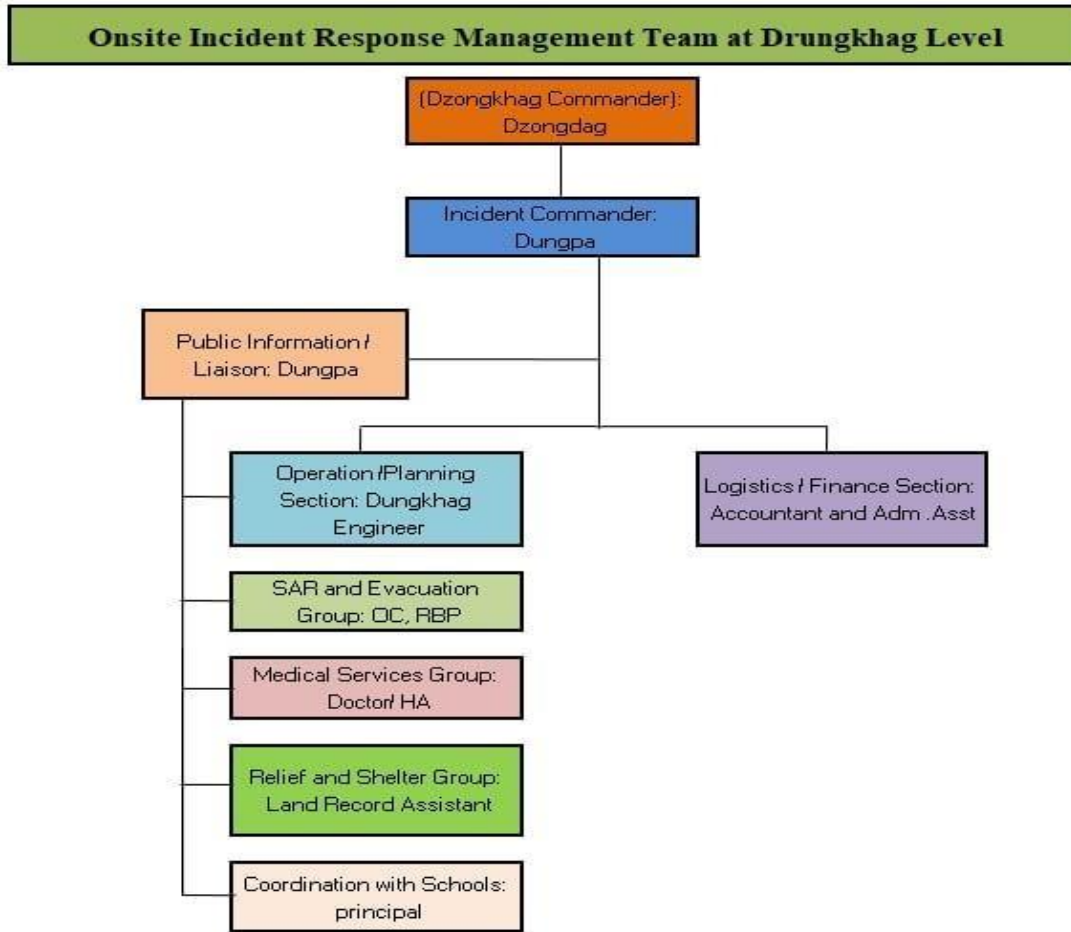 Onsite Incident Response Management Team at Drungkhag Level
(Dzongkhag Commander):
Dzongdag
Incident Commander:
Dungpa
Public Information /
Liaison: Dungpa
Operation /Planning
Section: Dungkhag
Engineer
Logistics / Finance Section:
Accountant and Adm .Asst
SAR and Evacuation
Group: OC, RBP
Medical Services Group:
Doctor/ HA
Relief and Shelter Group:
Land Record Assistant
Coordination with Schools:
principal